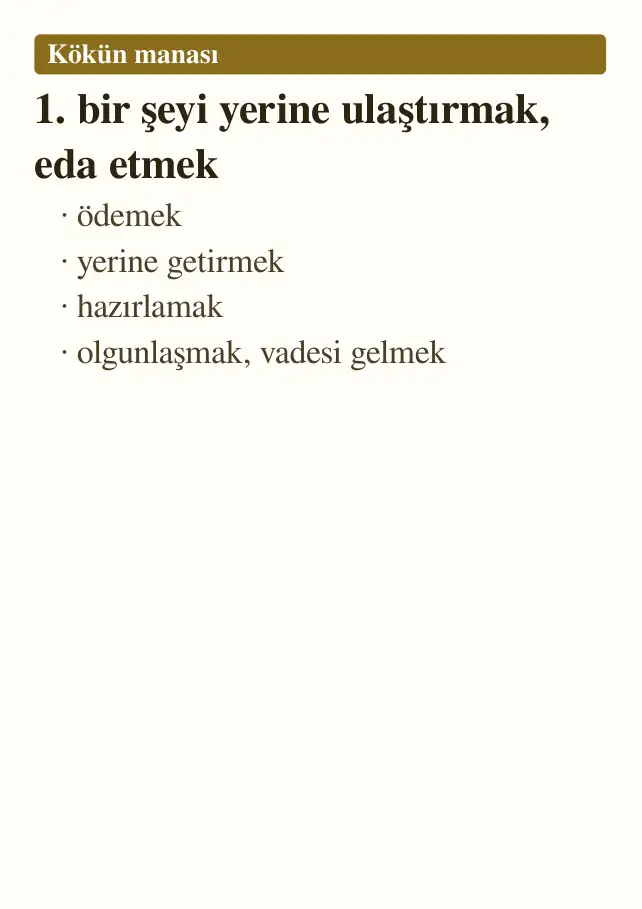 Kökün manası
1. bir şeyi yerine ulaştırmak,
eda etmek
· ödemek
· yerine getirmek
· hazırlamak
· olgunlaşmak, vadesi gelmek